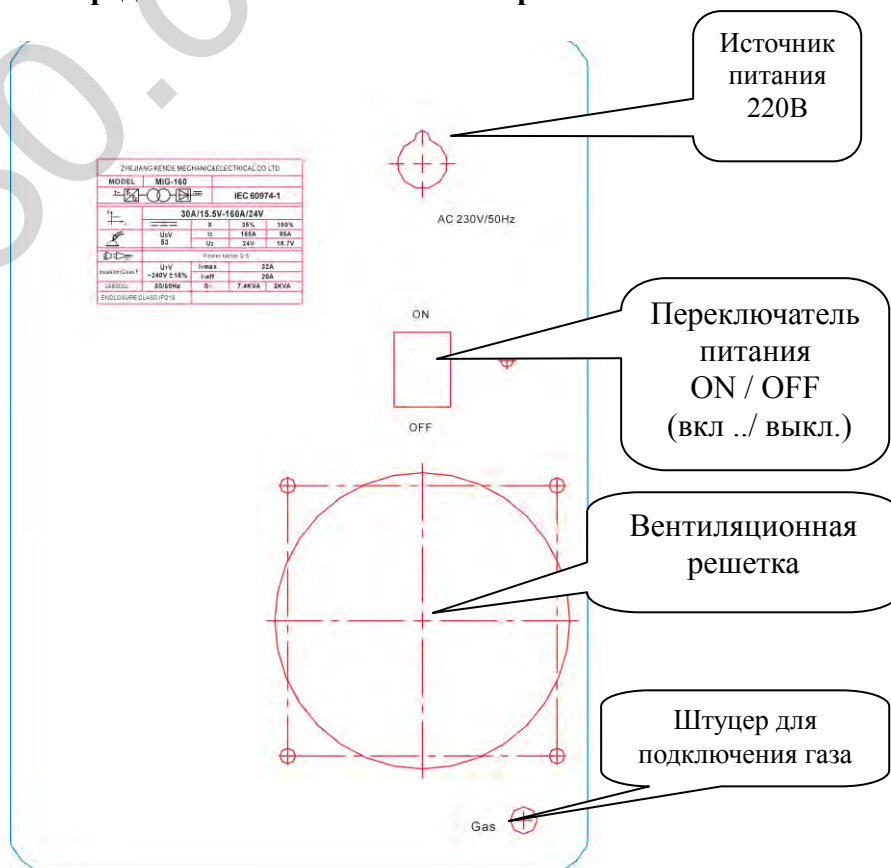 Источник
питания
220В
ZHEJIANG KENDE MECHANIC&ELECTRICAL CO LTD
MODEL MIG-160
IEC 60974-1
30A/15.5V-160A/24V
X 35% 100%
U₀V
53
I₂ 160A 95A
U₂ 24V 18.7V
Power factor
U₁V
~240V ±15%
I₁max 32A
I₁eff 20A
50/60Hz S₁ 7.4KVA 3KVA
ENCLOSURE CLASS:IP21S
AC 230V/50Hz
ON
OFF
Переключатель
питания
ON / OFF
(вкл ../ выкл.)
Вентиляционная
решетка
Штуцер для
подключения газа
Gas